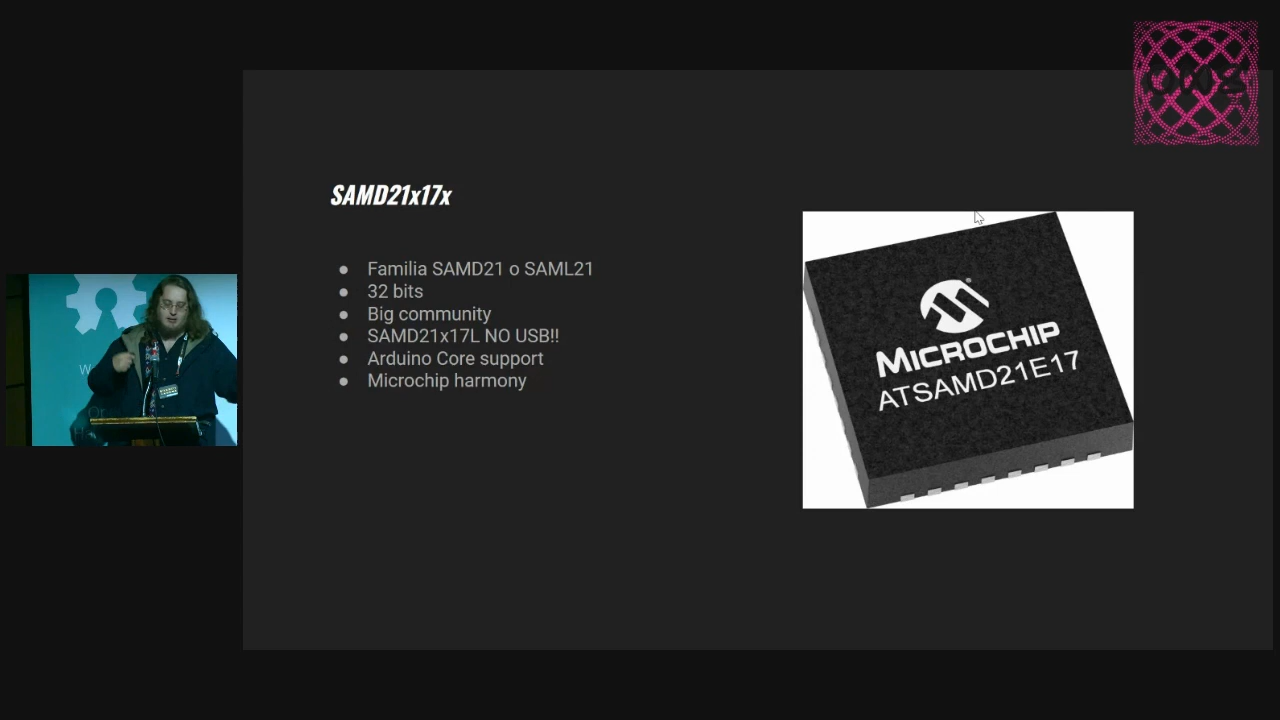 SAMD21x17x
● Familia SAMD21 o SAML21
● 32 bits
● Big community
● SAMD21x17L NO USB!!
● Arduino Core support
● Microchip harmony
MICROCHIP
ATSAMD21E17